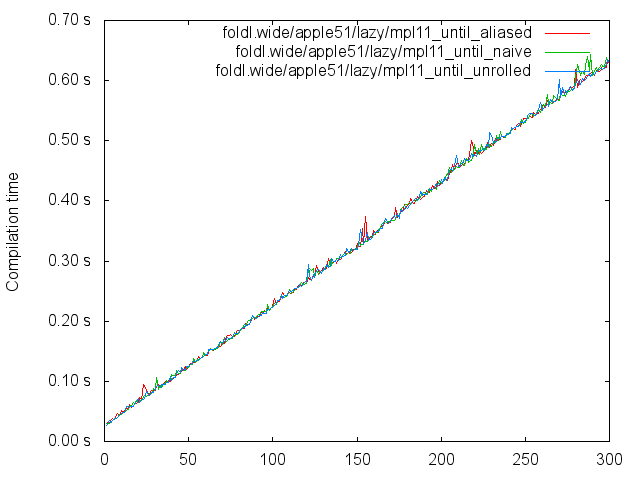 0.70 s
0.60 s
0.50 s
0.40 s
0.30 s
0.20 s
0.10 s
0.00 s
Compilation time
foldl.wide/apple51/lazy/mpl11_until_aliased
foldl.wide/apple51/lazy/mpl11_until_naive
foldl.wide/apple51/lazy/mpl11_until_unrolled
0 50 100 150 200 250 300